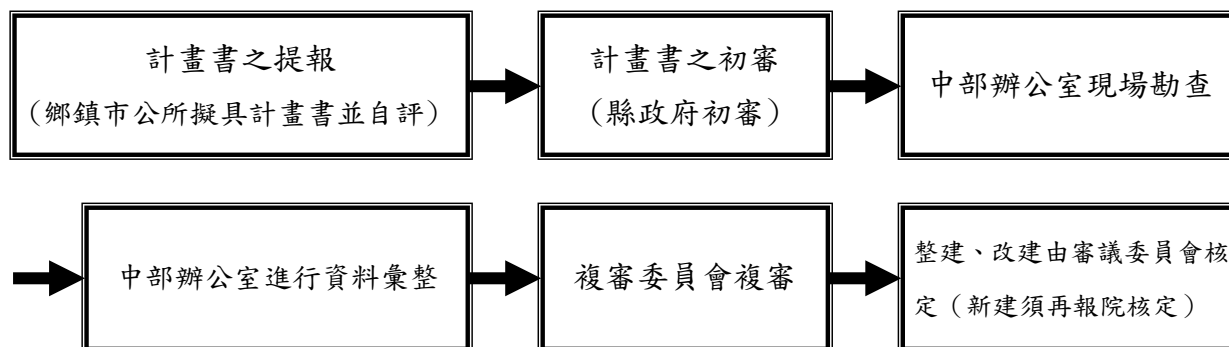 計畫書之提報
（鄉鎮市公所擬具計畫書並自評）
計畫書之初審
（縣政府初審）
中部辦公室現場勘查
中部辦公室進行資料彙整
複審委員會複審
整建、改建由審議委員會核
定（新建須再報院核定）